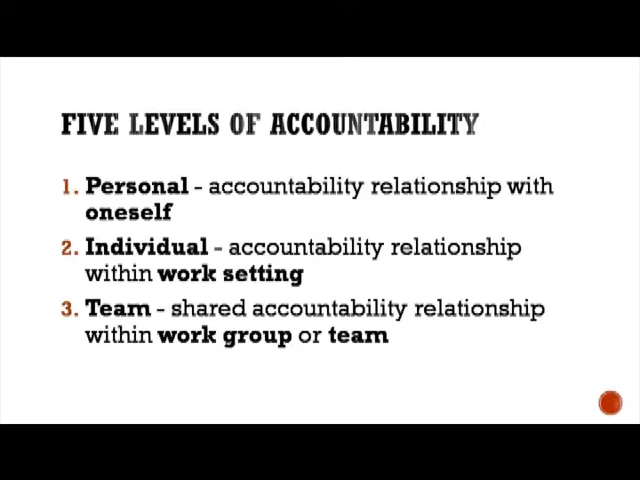 FIVE LEVELS OF ACCOUNTABILITY
1. Personal - accountability relationship with
oneself
2. Individual - accountability relationship
within work setting
3. Team - shared accountability relationship
within work group or team